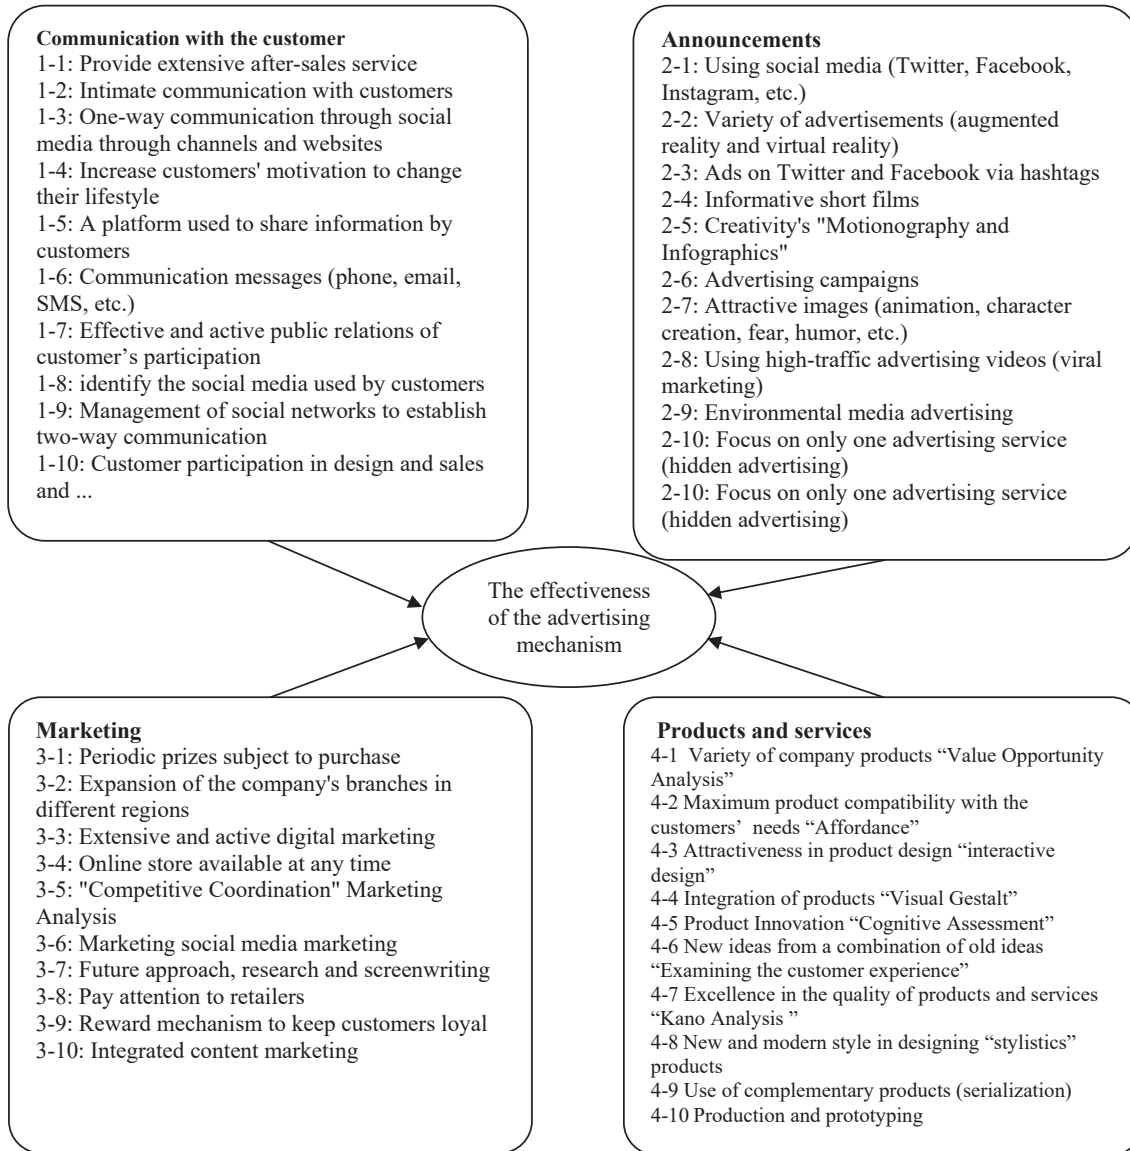 Communication with the customer
1-1: Provide extensive after-sales service
1-2: Intimate communication with customers
1-3: One-way communication through social
media through channels and websites
1-4: Increase customers' motivation to change
their lifestyle
1-5: A platform used to share information by
customers
1-6: Communication messages (phone, email,
SMS, etc.)
1-7: Effective and active public relations of
customer’s participation
1-8: identify the social media used by customers
1-9: Management of social networks to establish
two-way communication
1-10: Customer participation in design and sales
and ...
Announcements
2-1: Using social media (Twitter, Facebook,
Instagram, etc.)
2-2: Variety of advertisements (augmented
reality and virtual reality)
2-3: Ads on Twitter and Facebook via hashtags
2-4: Informative short films
2-5: Creativity's "Motionography and
Infographics"
2-6: Advertising campaigns
2-7: Attractive images (animation, character
creation, fear, humor, etc.)
2-8: Using high-traffic advertising videos (viral
marketing)
2-9: Environmental media advertising
2-10: Focus on only one advertising service
(hidden advertising)
2-10: Focus on only one advertising service
(hidden advertising)
The effectiveness
of the advertising
mechanism
Marketing
3-1: Periodic prizes subject to purchase
3-2: Expansion of the company's branches in
different regions
3-3: Extensive and active digital marketing
3-4: Online store available at any time
3-5: "Competitive Coordination" Marketing
Analysis
3-6: Marketing social media marketing
3-7: Future approach, research and screenwriting
3-8: Pay attention to retailers
3-9: Reward mechanism to keep customers loyal
3-10: Integrated content marketing
Products and services
4-1 Variety of company products “Value Opportunity
Analysis”
4-2 Maximum product compatibility with the
customers’ needs “Affordance”
4-3 Attractiveness in product design “interactive
design”
4-4 Integration of products “Visual Gestalt”
4-5 Product Innovation “Cognitive Assessment”
4-6 New ideas from a combination of old ideas
“Examining the customer experience”
4-7 Excellence in the quality of products and services
“Kano Analysis ”
4-8 New and modern style in designing “stylistics”
products
4-9 Use of complementary products (serialization)
4-10 Production and prototyping